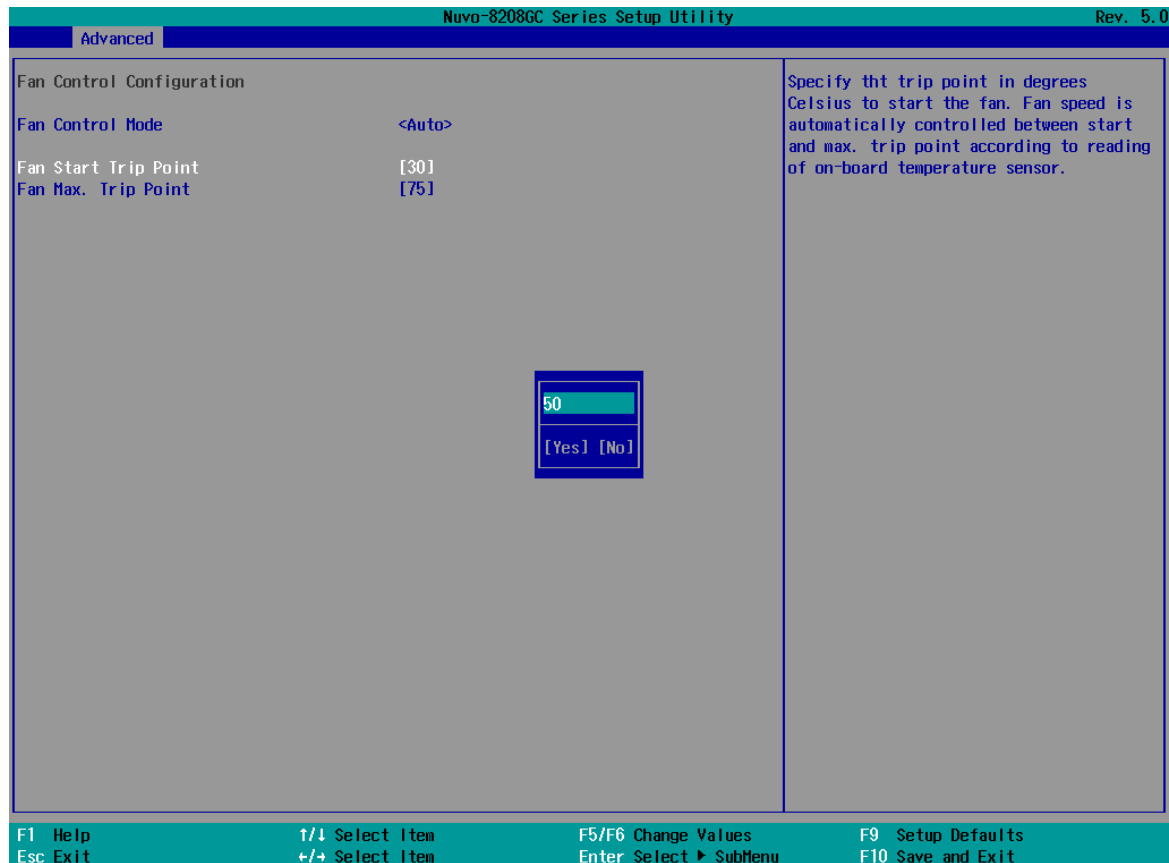 Nuvo-8208GC Series Setup Utility Rev. 5.0
Advanced
Fan Control Configuration
Fan Control Mode <Auto>
Fan Start Trip Point [30]
Fan Max. Trip Point [75]
Specify tht trip point in degrees
Celsius to start the fan. Fan speed is
automatically controlled between start
and max. trip point according to reading
of on-board temperature sensor.
50
[Yes] [No]
F1 Help ↑/↓ Select Item F5/F6 Change Values F9 Setup Defaults
Esc Exit ←/→ Select Item Enter Select ▶ SubMenu F10 Save and Exit